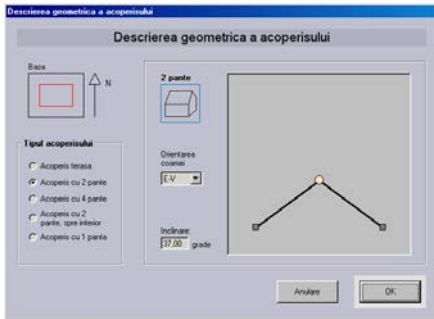 Descrierea geometrica a acoperisului
Descrierea geometrica a acoperisului
Baza
N
2 pante
Tipul acoperisului
Acoperis terasa
Acoperis cu 2 pante
Acoperis cu 4 pante
Acoperis cu 2
pante, spre interior
Acoperis cu 1 panta
Orientarea
coamei
E-V
Inclinare:
37,00 grade
Anulare
OK